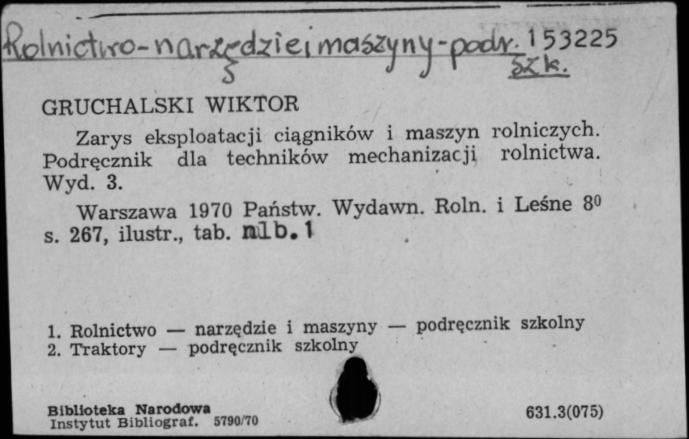 Rolnictwo-narzędzie i maszyny-podr. 153225
szk.
GRUCHALSKI WIKTOR
Zarys eksploatacji ciągników i maszyn rolniczych.
Podręcznik dla techników mechanizacji rolnictwa.
Wyd. 3.
Warszawa 1970 Państw. Wydawn. Roln. i Leśne 8⁰
s. 267, ilustr., tab. nlb. 1
1. Rolnictwo — narzędzie i maszyny — podręcznik szkolny
2. Traktory — podręcznik szkolny
Biblioteka Narodowa
Instytut Bibliograf. 5790/70
631.3(075)